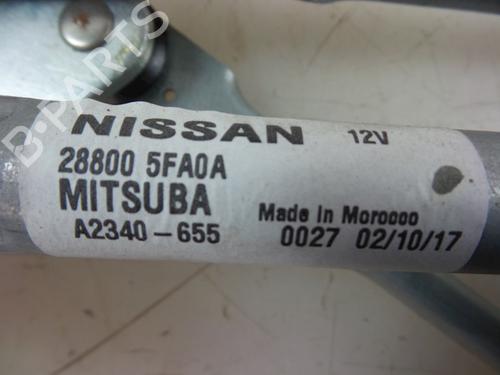 NISSAN 12V
28800 5FA0A
MITSUBA
Made in Morocco
A2340-655 0027 02/10/17
B-PARTS